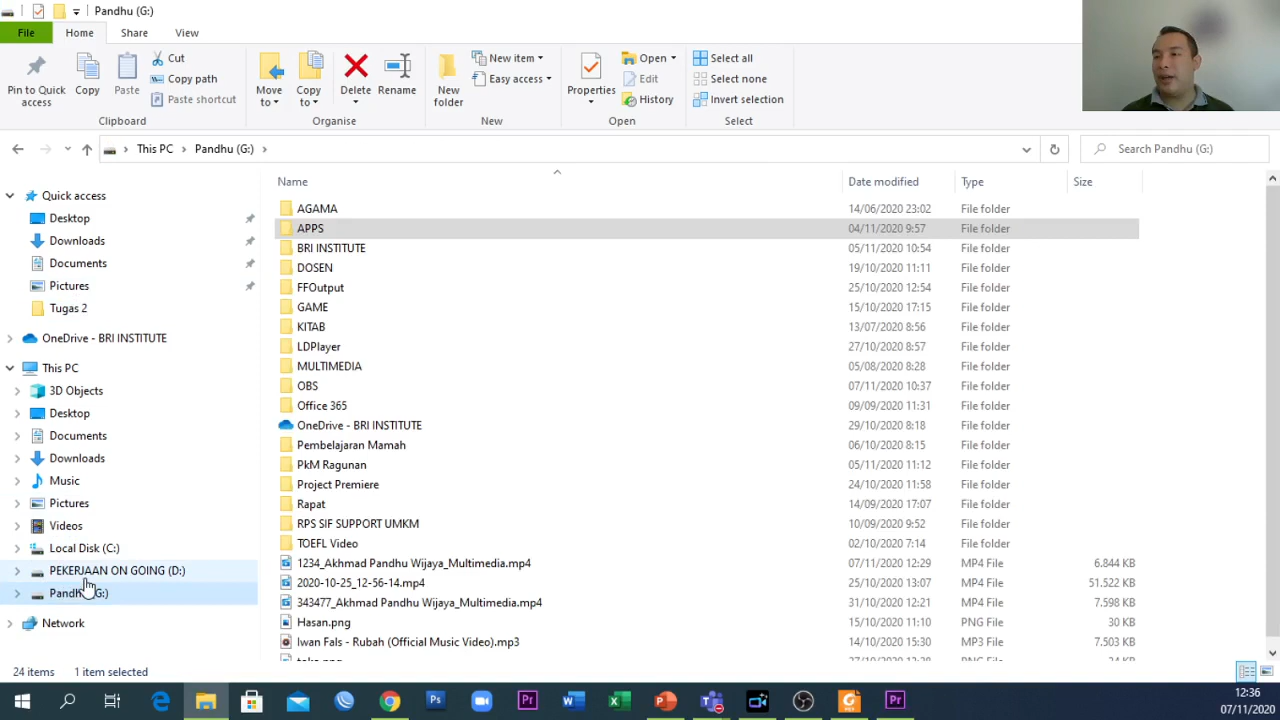 Pandhu (G:)
File Home Share View
Pin to Quick access
Copy
Paste
Cut
Copy path
Paste shortcut
Clipboard
Move to
Copy to
Delete
Rename
Organise
New folder
New item
Easy access
New
Properties
Open
Edit
History
Open
Select all
Select none
Invert selection
Select
This PC Pandhu (G:)
Search Pandhu (G:)
Quick access
Desktop
Downloads
Documents
Pictures
Tugas 2
OneDrive - BRI INSTITUTE
This PC
3D Objects
Desktop
Documents
Downloads
Music
Pictures
Videos
Local Disk (C:)
PEKERJAAN ON GOING (D:)
Network
Name Date modified Type Size
AGAMA 14/06/2020 23:02 File folder
APPS 04/11/2020 9:57 File folder
BRI INSTITUTE 05/11/2020 10:54 File folder
DOSEN 19/10/2020 11:11 File folder
FFOutput 25/10/2020 12:54 File folder
GAME 15/10/2020 17:15 File folder
KITAB 13/07/2020 8:56 File folder
LDPlayer 27/10/2020 8:57 File folder
MULTIMEDIA 05/08/2020 8:28 File folder
OBS 07/11/2020 10:37 File folder
Office 365 09/09/2020 11:31 File folder
OneDrive - BRI INSTITUTE 29/10/2020 8:18 File folder
Pembelajaran Mamah 06/10/2020 8:15 File folder
PkM Ragunan 05/11/2020 11:12 File folder
Project Premiere 24/10/2020 11:58 File folder
Rapat 14/09/2020 17:07 File folder
RPS SIF SUPPORT UMKM 10/09/2020 9:52 File folder
TOEFL Video 02/10/2020 7:14 File folder
1234_Akhmad Pandhu Wijaya_Multimedia.mp4 07/11/2020 12:29 MP4 File 6.844 KB
2020-10-25_12-56-14.mp4 25/10/2020 13:07 MP4 File 51.522 KB
343477_Akhmad Pandhu Wijaya_Multimedia.mp4 31/10/2020 12:21 MP4 File 7.598 KB
Hasan.png 15/10/2020 11:10 PNG File 30 KB
Iwan Fals - Rubah (Official Music Video).mp3 14/10/2020 15:30 MP3 File 7.503 KB
24 items 1 item selected
12:36
07/11/2020